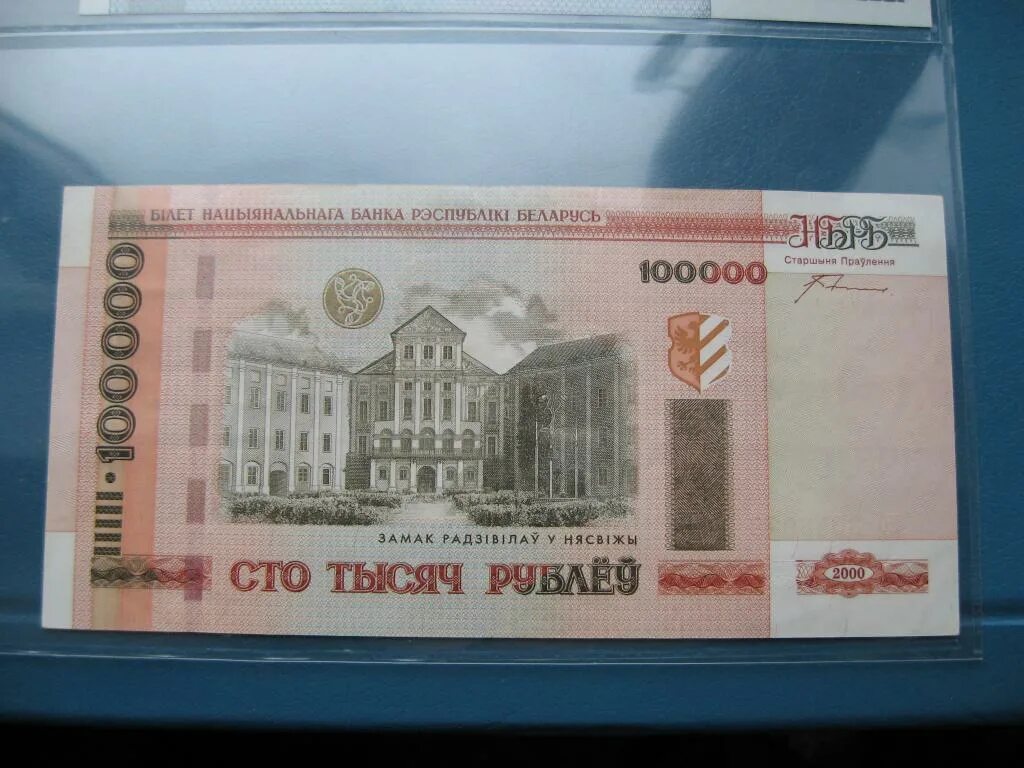 БІЛЕТ НАЦЫЯНАЛЬНАГА БАНКА РЭСПУБЛІКІ БЕЛАРУСЬ
НБРБ
Старшыня Праўлення
100000
100000
ЗАМАК РАДЗІВІЛАЎ У НЯСВІЖЫ
СТО ТЫСЯЧ РУБЛЁЎ
2000